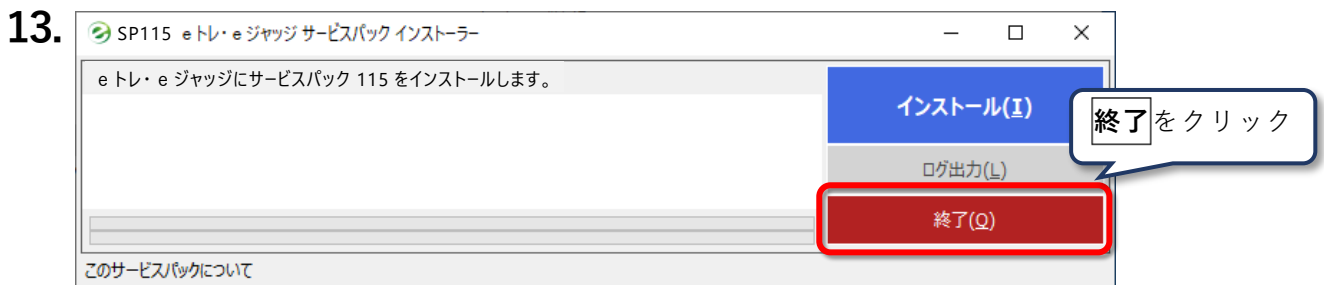 13.
SP115 eトレ・eジャッジ サービスパック インストーラー
eトレ・eジャッジにサービスパック 115 をインストールします。
インストール(I)
終了をクリック
ログ出力(L)
終了(Q)
このサービスパックについて